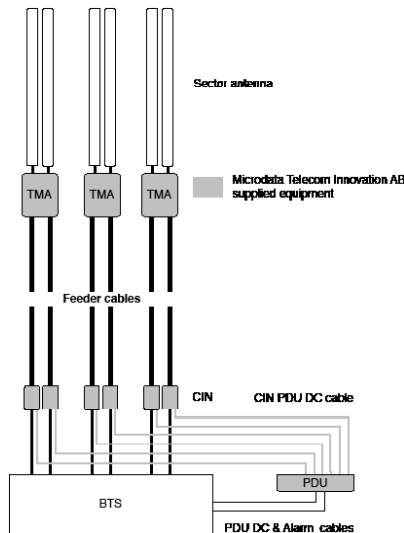 Sector antenna
TMA TMA TMA
Microdata Telecom Innovation AB
supplied equipment
Feeder cables
CIN CIN PDU DC cable
PDU
BTS
PDU DC & Alarm cables